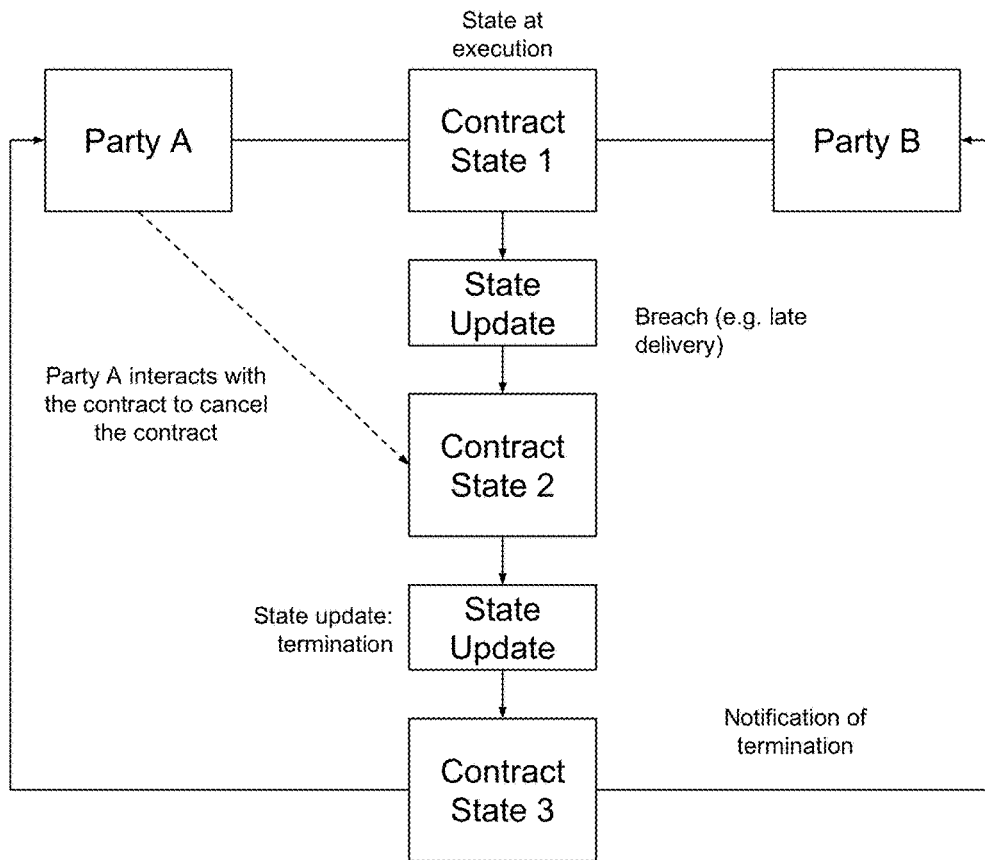 State at
execution
Party A
Contract
State 1
Party B
State
Update
Breach (e.g. late
delivery)
Party A interacts with
the contract to cancel
the contract
Contract
State 2
State update:
termination
State
Update
Notification of
termination
Contract
State 3